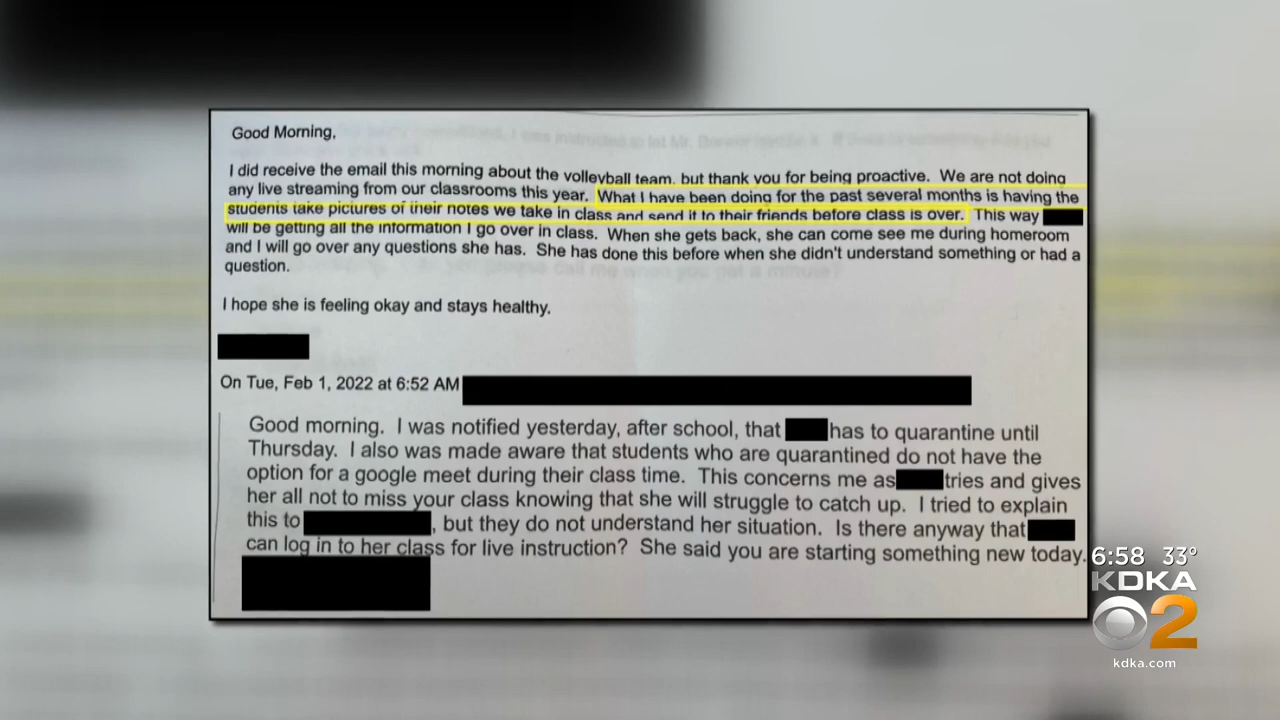 Good Morning,
I did receive the email this morning about the volleyball team, but thank you for being proactive. We are not doing
any live streaming from our classrooms this year. What I have been doing for the past several months is having the
students take pictures of their notes we take in class and send it to their friends before class is over. This way
will be getting all the information I go over in class. When she gets back, she can come see me during homeroom
and I will go over any questions she has. She has done this before when she didn't understand something or had a
question.
I hope she is feeling okay and stays healthy.
On Tue, Feb 1, 2022 at 6:52 AM
Good morning. I was notified yesterday, after school, that has to quarantine until
Thursday. I also was made aware that students who are quarantined do not have the
option for a google meet during their class time. This concerns me as tries and gives
her all not to miss your class knowing that she will struggle to catch up. I tried to explain
this to , but they do not understand her situation. Is there anyway that
can log in to her class for live instruction? She said you are starting something new today.
6:58 33°
KDKA
2
kdka.com